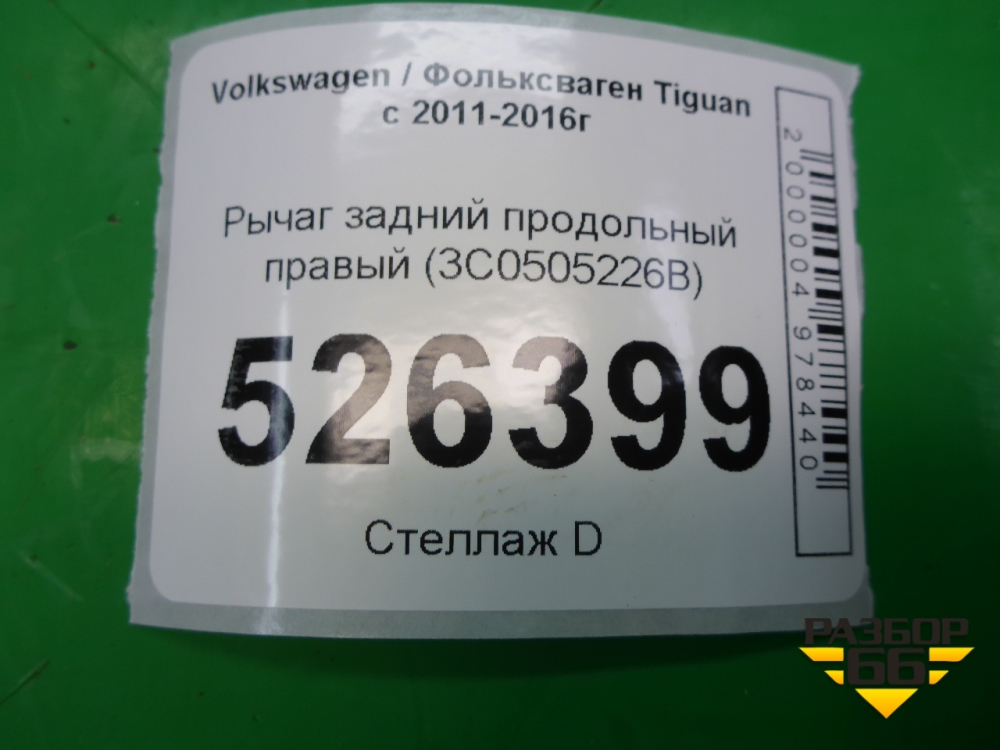 Volkswagen / Фольксваген Tiguan
с 2011-2016г
Рычаг задний продольный
правый (3C0505226B)
526399
Стеллаж D
2000004978440
РАЗБОР
66